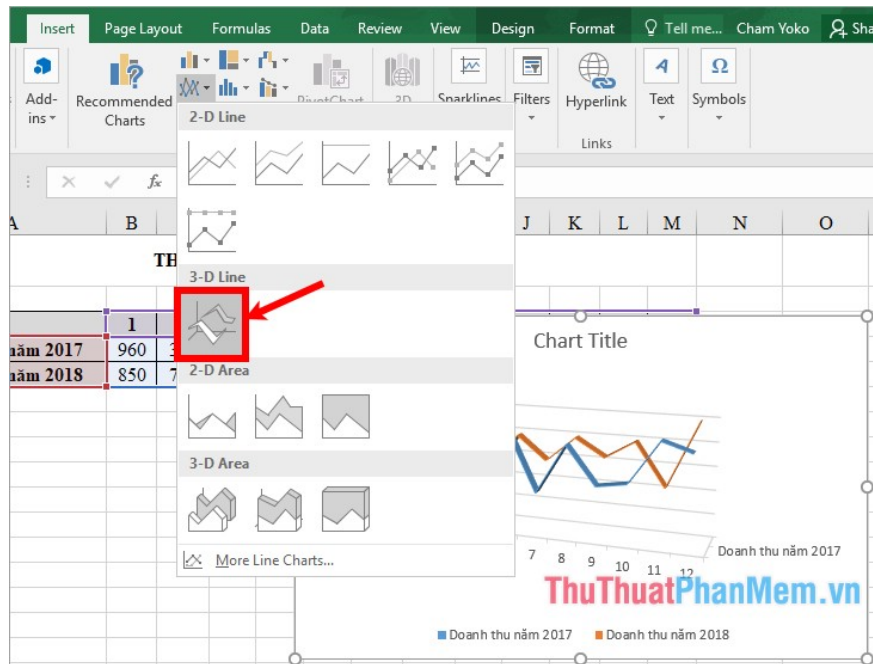 Insert Page Layout Formulas Data Review View Design Format Tell me... Cham Yoko Sha
Add-ins
Recommended Charts
PivotChart 3D Sparklines Filters Hyperlink Text Symbols
Links
fx
2-D Line
3-D Line
2-D Area
3-D Area
More Line Charts...
A B J K L M N O
TH
1
năm 2017 960 3
năm 2018 850 7
Chart Title
7 8 9 10 11 12
Doanh thu năm 2017
ThuThuatPhanMem.vn
Doanh thu năm 2017 Doanh thu năm 2018